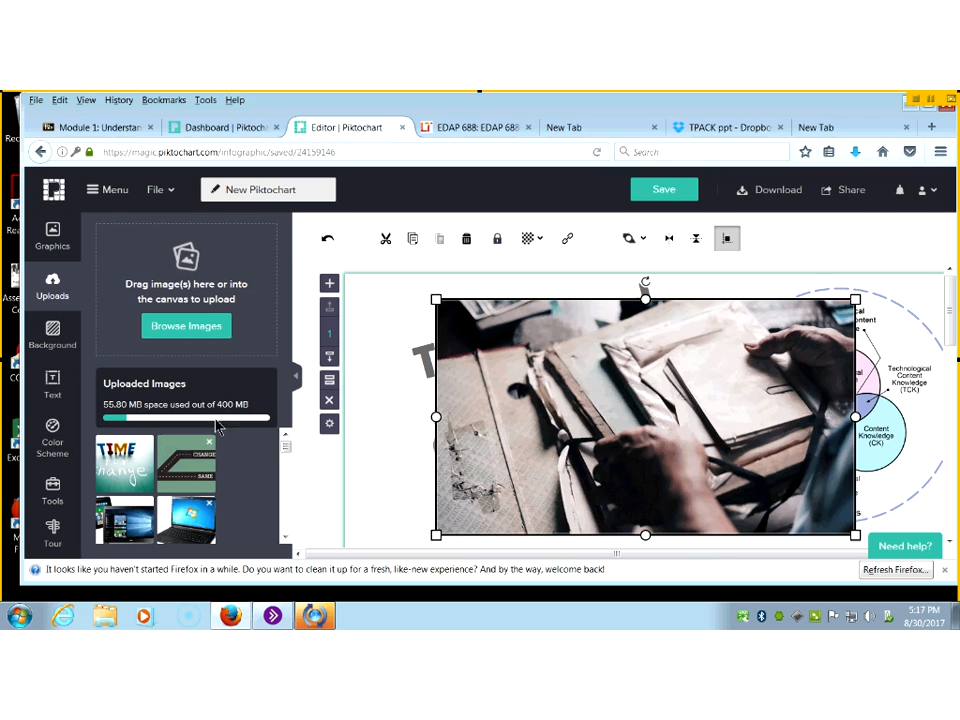 File Edit View History Bookmarks Tools Help
Module 1: Understan Dashboard | Piktocha Editor | Piktochart EDAP 688: EDAP 688 New Tab TPACK ppt - Dropbo New Tab
https://magic.piktochart.com/infographic/saved/24159146 Search
Menu File New Piktochart Save Download Share
Graphics
Uploads
Background
Text
Color
Scheme
Tools
Tour
Drag image(s) here or into
the canvas to upload
Browse Images
Uploaded Images
55.80 MB space used out of 400 MB
TIME
for
change
CHANGE
SAME
1
T
Technological
Content
Knowledge
(TCK)
Content
Knowledge
(CK)
Need help?
It looks like you haven't started Firefox in a while. Do you want to clean it up for a fresh, like-new experience? And by the way, welcome back!
Refresh Firefox...
5:17 PM
8/30/2017